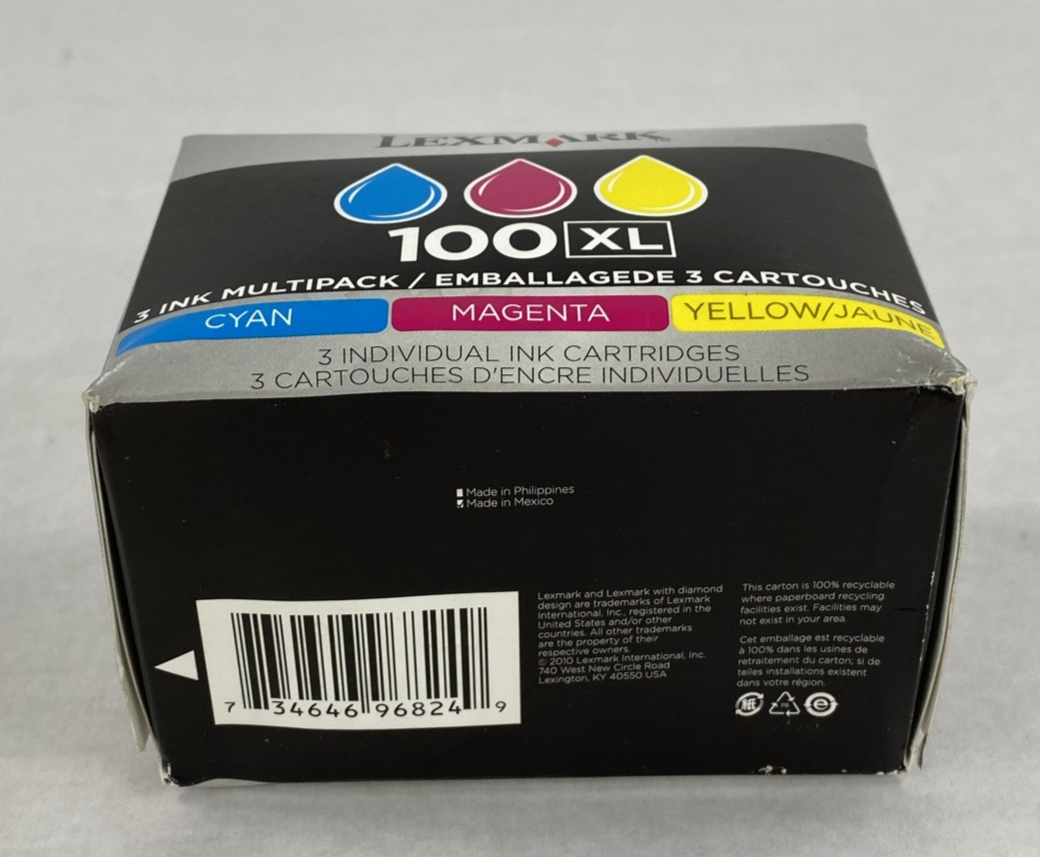 LEXMARK
100 XL
3 INK MULTIPACK / EMBALLAGEDE 3 CARTOUCHES
CYAN
MAGENTA
YELLOW/JAUNE
3 INDIVIDUAL INK CARTRIDGES
3 CARTOUCHES D'ENCRE INDIVIDUELLES
Made in Philippines
Made in Mexico
7 34646 96824 9
Lexmark and Lexmark with diamond
design are trademarks of Lexmark
International, Inc., registered in the
United States and/or other
countries. All other trademarks
are the property of their
respective owners.
© 2010 Lexmark International, Inc.
740 West New Circle Road
Lexington, KY 40550 USA
This carton is 100% recyclable
where paperboard recycling
facilities exist. Facilities may
not exist in your area.
Cet emballage est recyclable
à 100% dans les usines de
retraitement du carton; si de
telles installations existent
dans votre région.
紙
e